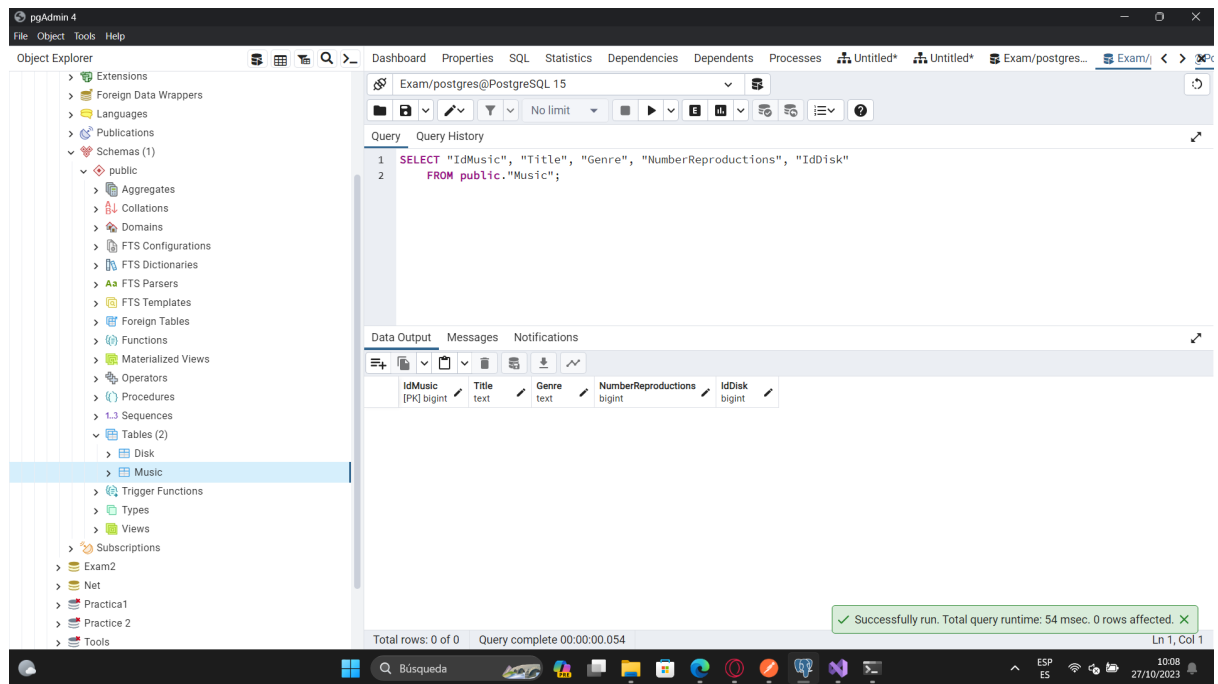 pgAdmin 4
File Object Tools Help
Object Explorer
Dashboard Properties SQL Statistics Dependencies Dependents Processes Untitled* Untitled* Exam/postgres... Exam/
Extensions
Foreign Data Wrappers
Languages
Publications
Schemas (1)
public
Aggregates
Collations
Domains
FTS Configurations
FTS Dictionaries
FTS Parsers
FTS Templates
Foreign Tables
Functions
Materialized Views
Operators
Procedures
1..3 Sequences
Tables (2)
Disk
Music
Trigger Functions
Types
Views
Subscriptions
Exam2
Net
Practica1
Practice 2
Tools
Exam/postgres@PostgreSQL 15
No limit
Query Query History
1 SELECT "IdMusic", "Title", "Genre", "NumberReproductions", "IdDisk"
2 FROM public."Music";
Data Output Messages Notifications
IdMusic Title Genre NumberReproductions IdDisk
[PK] bigint text text bigint bigint
Successfully run. Total query runtime: 54 msec. 0 rows affected.
Total rows: 0 of 0 Query complete 00:00:00.054 Ln 1, Col 1
Búsqueda
ESP
ES
10:08
27/10/2023